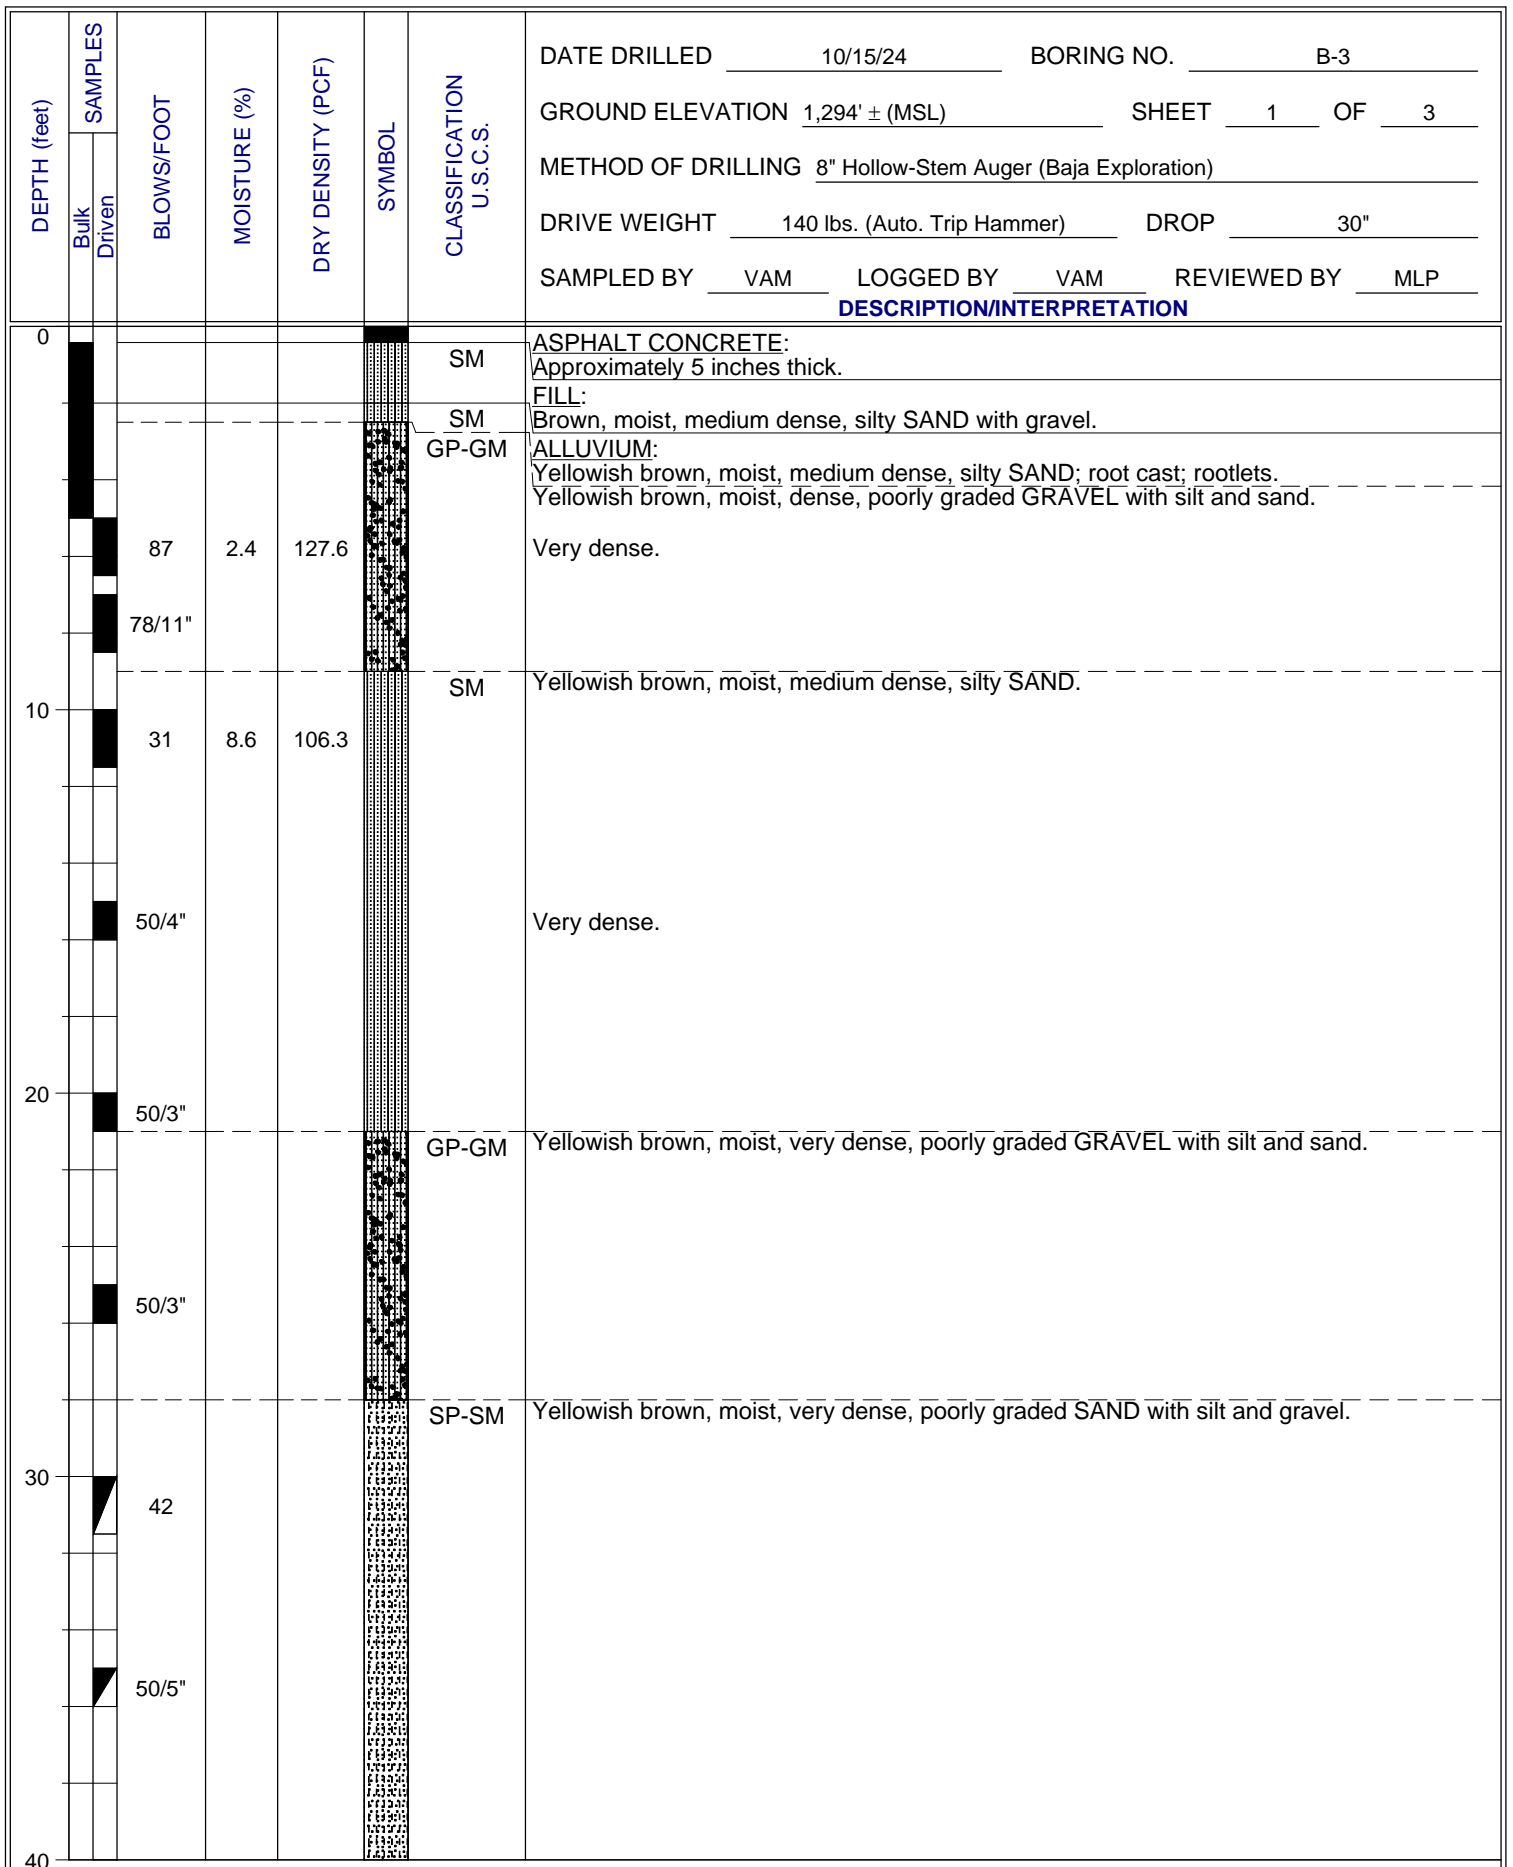 DEPTH (feet)
SAMPLES
Bulk
Driven
BLOWS/FOOT
MOISTURE (%)
DRY DENSITY (PCF)
SYMBOL
CLASSIFICATION
U.S.C.S.
DATE DRILLED 10/15/24 BORING NO. B-3
GROUND ELEVATION 1,294' ± (MSL) SHEET 1 OF 3
METHOD OF DRILLING 8" Hollow-Stem Auger (Baja Exploration)
DRIVE WEIGHT 140 lbs. (Auto. Trip Hammer) DROP 30"
SAMPLED BY VAM LOGGED BY VAM REVIEWED BY MLP
DESCRIPTION/INTERPRETATION
0
SM ASPHALT CONCRETE:
Approximately 5 inches thick.
FILL:
SM Brown, moist, medium dense, silty SAND with gravel.
GP-GM ALLUVIUM:
Yellowish brown, moist, medium dense, silty SAND; root cast; rootlets.
Yellowish brown, moist, dense, poorly graded GRAVEL with silt and sand.
87 2.4 127.6 Very dense.
78/11"
SM Yellowish brown, moist, medium dense, silty SAND.
10
31 8.6 106.3
50/4" Very dense.
20
50/3"
GP-GM Yellowish brown, moist, very dense, poorly graded GRAVEL with silt and sand.
50/3"
SP-SM Yellowish brown, moist, very dense, poorly graded SAND with silt and gravel.
30
42
50/5"
40